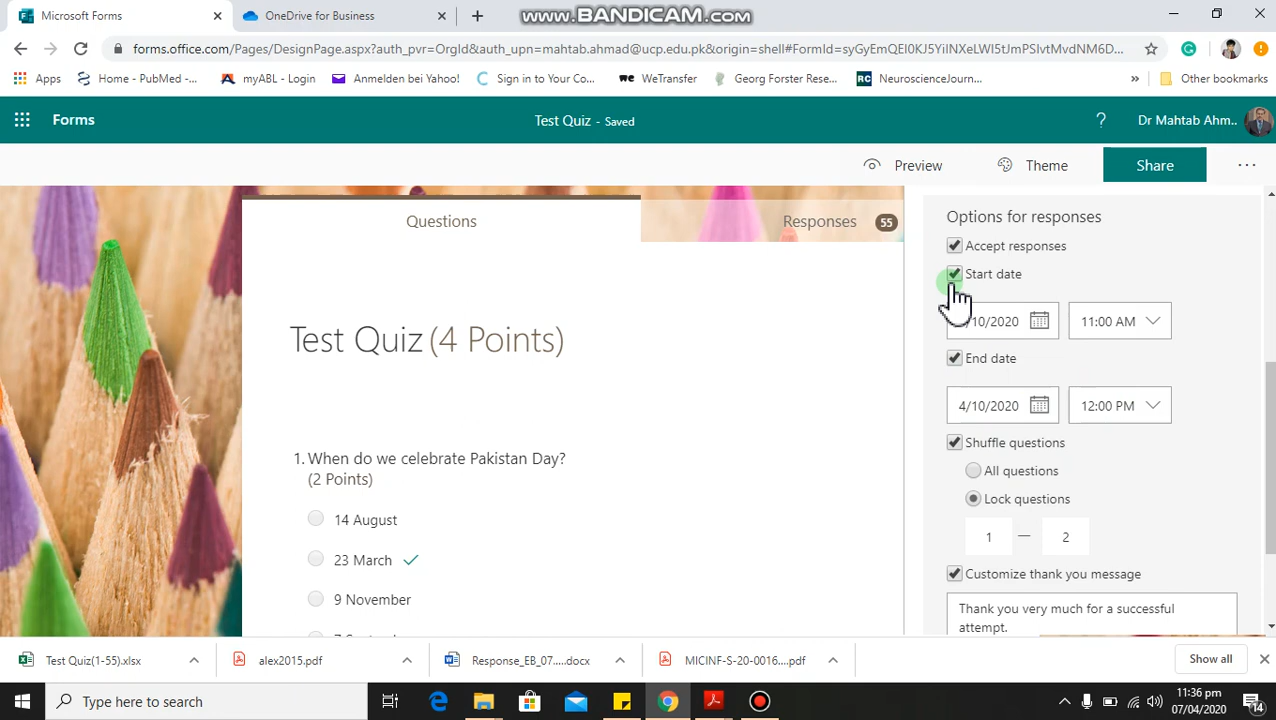 Microsoft Forms
OneDrive for Business
www.BANDICAM.com
forms.office.com/Pages/DesignPage.aspx?auth_pvr=OrgId&auth_upn=mahtab.ahmad@ucp.edu.pk&origin=shell#FormId=syGyEmQEI0KJ5YiINXeLWI5tJmPSIvtMvdNM6D...
Apps
Home - PubMed -...
myABL - Login
Anmelden bei Yahoo!
Sign in to Your Co...
we WeTransfer
Georg Forster Rese...
RC NeuroscienceJourn...
»
Other bookmarks
Forms
Test Quiz - Saved
?
Dr Mahtab Ahm..
Preview
Theme
Share
...
Questions
Responses 55
Test Quiz (4 Points)
1. When do we celebrate Pakistan Day?
(2 Points)
14 August
23 March
9 November
Options for responses
Accept responses
Start date
/10/2020
11:00 AM
End date
4/10/2020
12:00 PM
Shuffle questions
All questions
Lock questions
1 — 2
Customize thank you message
Thank you very much for a successful
attempt.
Test Quiz(1-55).xlsx
alex2015.pdf
Response_EB_07.....docx
MICINF-S-20-0016....pdf
Show all
Type here to search
11:36 pm
07/04/2020
14